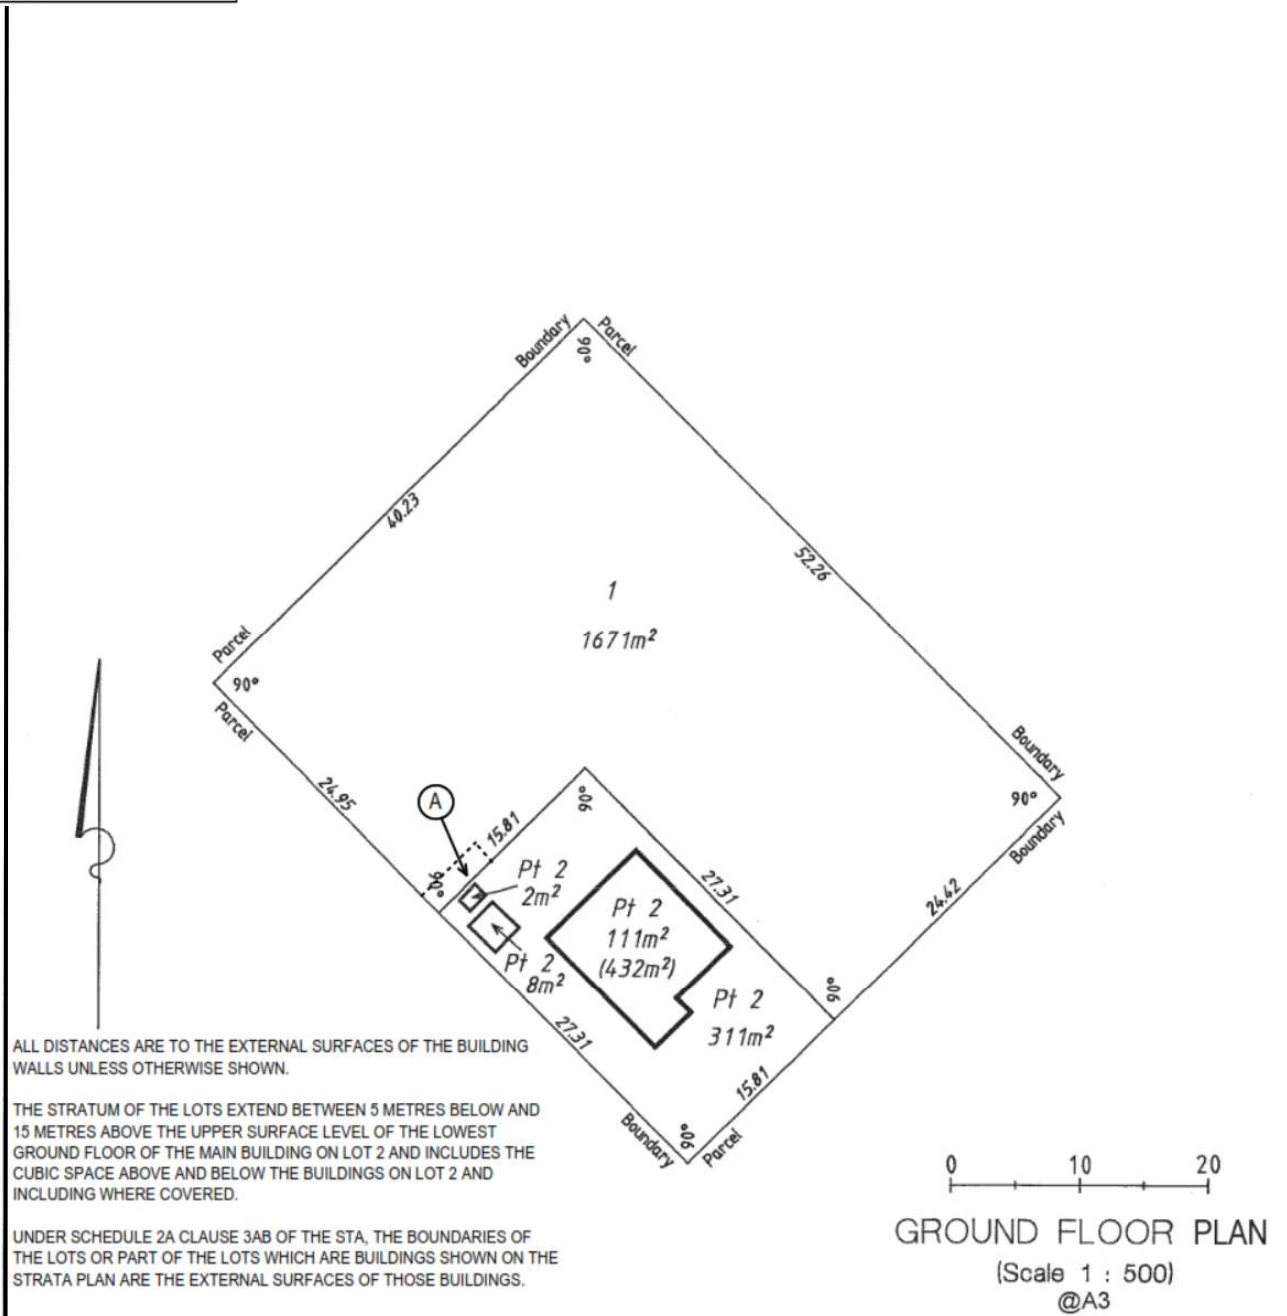 Boundary
Parcel
90°
40.23
52.26
1
1671m²
Parcel
90°
Parcel
Boundary
90°
Boundary
24.95
A
15.81
90°
90°
Pt 2
2m²
27.31
24.42
Pt 2
111m²
(432m²)
Pt 2
8m²
90°
Pt 2
311m²
27.31
15.81
Boundary
90°
Parcel
ALL DISTANCES ARE TO THE EXTERNAL SURFACES OF THE BUILDING
WALLS UNLESS OTHERWISE SHOWN.
THE STRATUM OF THE LOTS EXTEND BETWEEN 5 METRES BELOW AND
15 METRES ABOVE THE UPPER SURFACE LEVEL OF THE LOWEST
GROUND FLOOR OF THE MAIN BUILDING ON LOT 2 AND INCLUDES THE
CUBIC SPACE ABOVE AND BELOW THE BUILDINGS ON LOT 2 AND
INCLUDING WHERE COVERED.
UNDER SCHEDULE 2A CLAUSE 3AB OF THE STA, THE BOUNDARIES OF
THE LOTS OR PART OF THE LOTS WHICH ARE BUILDINGS SHOWN ON THE
STRATA PLAN ARE THE EXTERNAL SURFACES OF THOSE BUILDINGS.
0 10 20
GROUND FLOOR PLAN
(Scale 1 : 500)
@A3